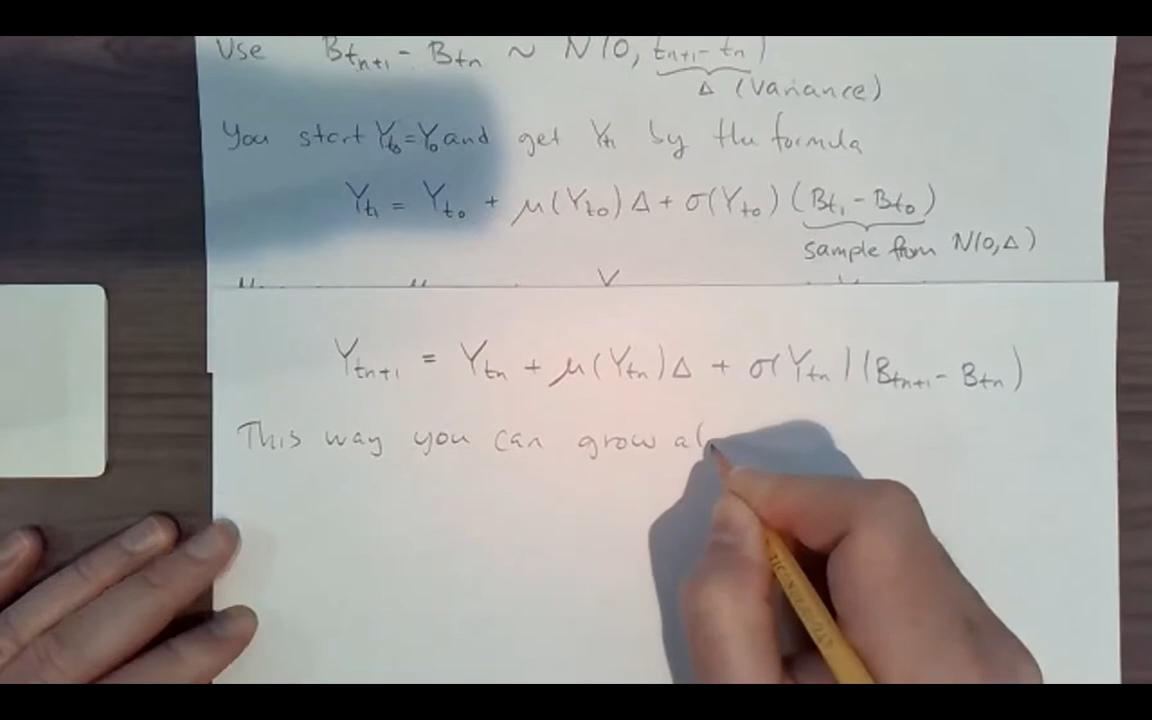 Use B_{t_{n+1}} - B_{t_n} ~ N(0, t_{n+1} - t_n)
Δ (variance)
You start Y_{t_0} = Y_0 and get Y_{t_1} by the formula
Y_{t_1} = Y_{t_0} + μ(Y_{t_0}) Δ + σ(Y_{t_0}) (B_{t_1} - B_{t_0})
sample from N(0, Δ)
Y_{t_{n+1}} = Y_{t_n} + μ(Y_{t_n}) Δ + σ(Y_{t_n}) (B_{t_{n+1}} - B_{t_n})
This way you can grow